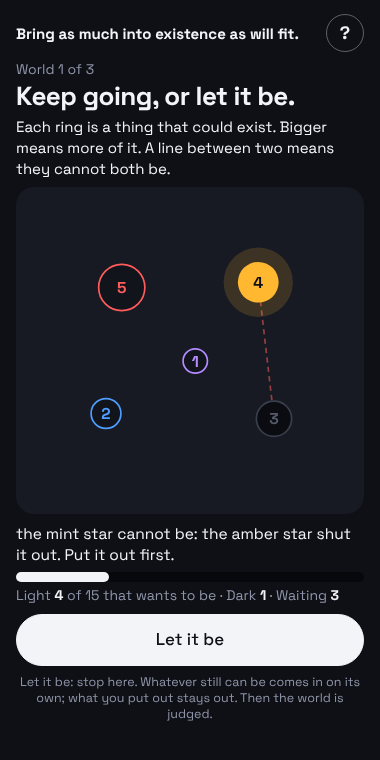 Bring as much into existence as will fit.
?
World 1 of 3
Keep going, or let it be.
Each ring is a thing that could exist. Bigger
means more of it. A line between two means
they cannot both be.
5
4
1
2
3
the mint star cannot be: the amber star shut
it out. Put it out first.
Light 4 of 15 that wants to be · Dark 1 · Waiting 3
Let it be
Let it be: stop here. Whatever still can be comes in on its
own; what you put out stays out. Then the world is
judged.